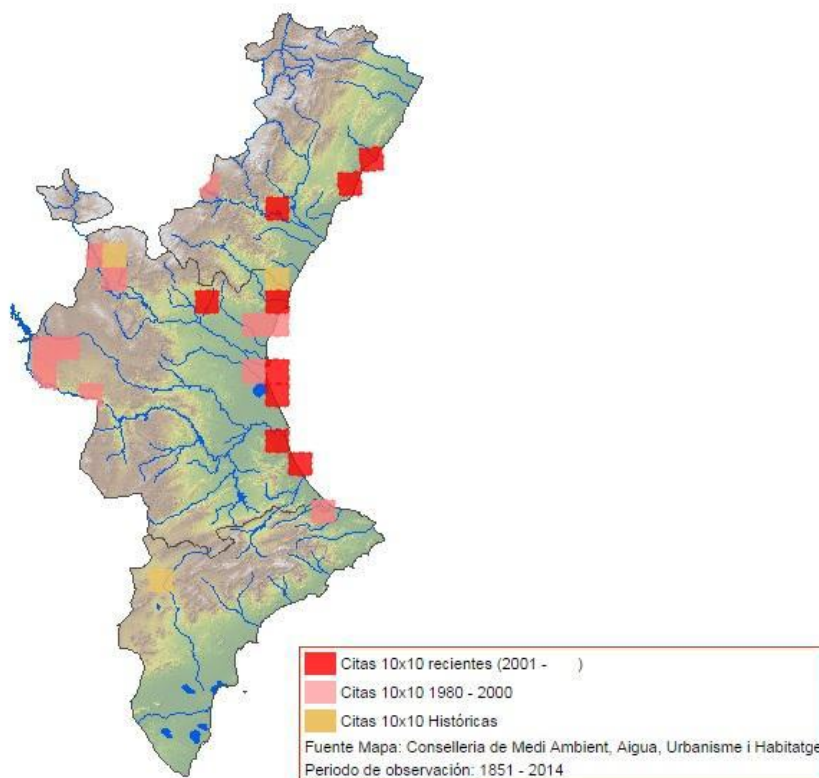 Citas 10x10 recientes (2001 - )
Citas 10x10 1980 - 2000
Citas 10x10 Históricas
Fuente Mapa: Conselleria de Medi Ambient, Aigua, Urbanisme i Habitatge
Periodo de observación: 1851 - 2014